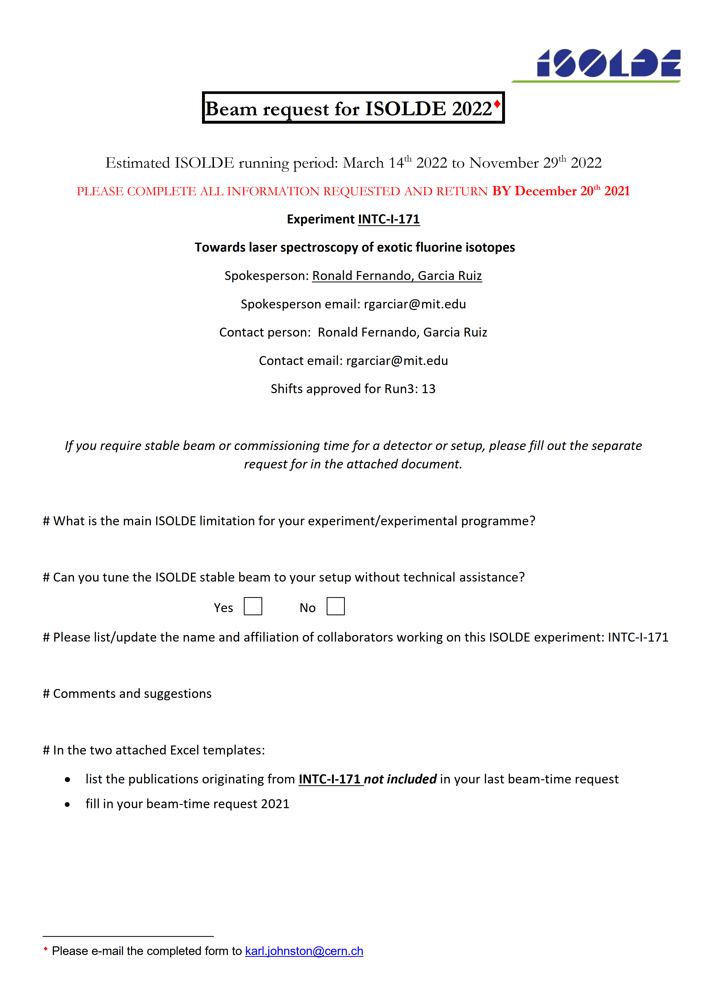 ISOLDE
Beam request for ISOLDE 2022♦
Estimated ISOLDE running period: March 14th 2022 to November 29th 2022
PLEASE COMPLETE ALL INFORMATION REQUESTED AND RETURN BY December 20th 2021
Experiment INTC-I-171
Towards laser spectroscopy of exotic fluorine isotopes
Spokesperson: Ronald Fernando, Garcia Ruiz
Spokesperson email: rgarciar@mit.edu
Contact person:  Ronald Fernando, Garcia Ruiz
Contact email: rgarciar@mit.edu
Shifts approved for Run3: 13
If you require stable beam or commissioning time for a detector or setup, please fill out the separate
request for in the attached document.
# What is the main ISOLDE limitation for your experiment/experimental programme?
# Can you tune the ISOLDE stable beam to your setup without technical assistance?
Yes No
# Please list/update the name and affiliation of collaborators working on this ISOLDE experiment: INTC-I-171
# Comments and suggestions
# In the two attached Excel templates:
• list the publications originating from INTC-I-171 not included in your last beam-time request
• fill in your beam-time request 2021
♦ Please e-mail the completed form to karl.johnston@cern.ch